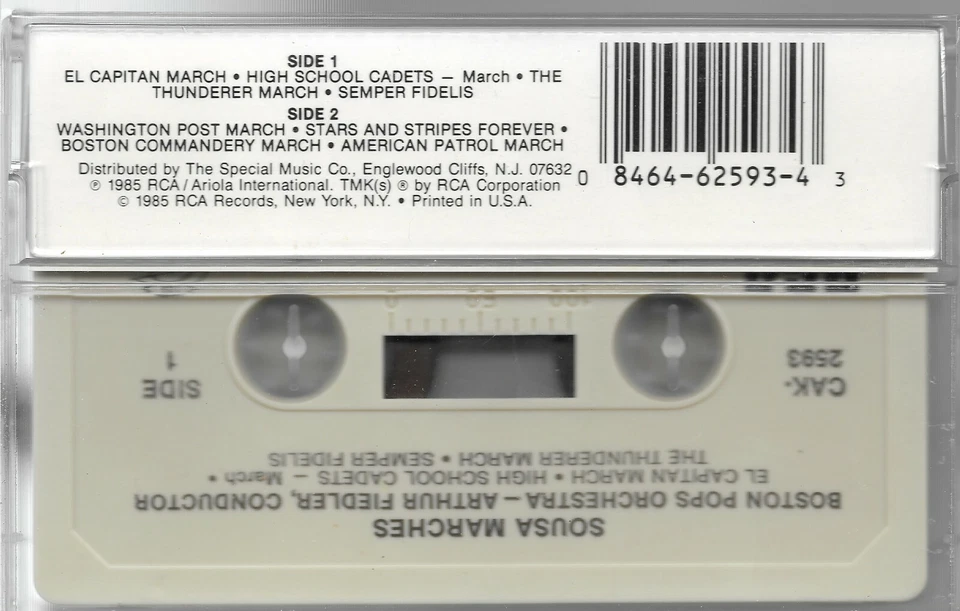 SIDE 1
EL CAPITAN MARCH • HIGH SCHOOL CADETS — March • THE
THUNDERER MARCH • SEMPER FIDELIS
SIDE 2
WASHINGTON POST MARCH • STARS AND STRIPES FOREVER •
BOSTON COMMANDERY MARCH • AMERICAN PATROL MARCH
Distributed by The Special Music Co., Englewood Cliffs, N.J. 07632
℗ 1985 RCA/Ariola International. TMK(s) ® by RCA Corporation
© 1985 RCA Records, New York, N.Y. • Printed in U.S.A.
0 8464-62593-4 3
SOUSA MARCHES
BOSTON POPS ORCHESTRA — ARTHUR FIEDLER, CONDUCTOR
EL CAPITAN MARCH • HIGH SCHOOL CADETS — March •
THE THUNDERER MARCH • SEMPER FIDELIS
CAK-
2593
SIDE
1
100 50 0